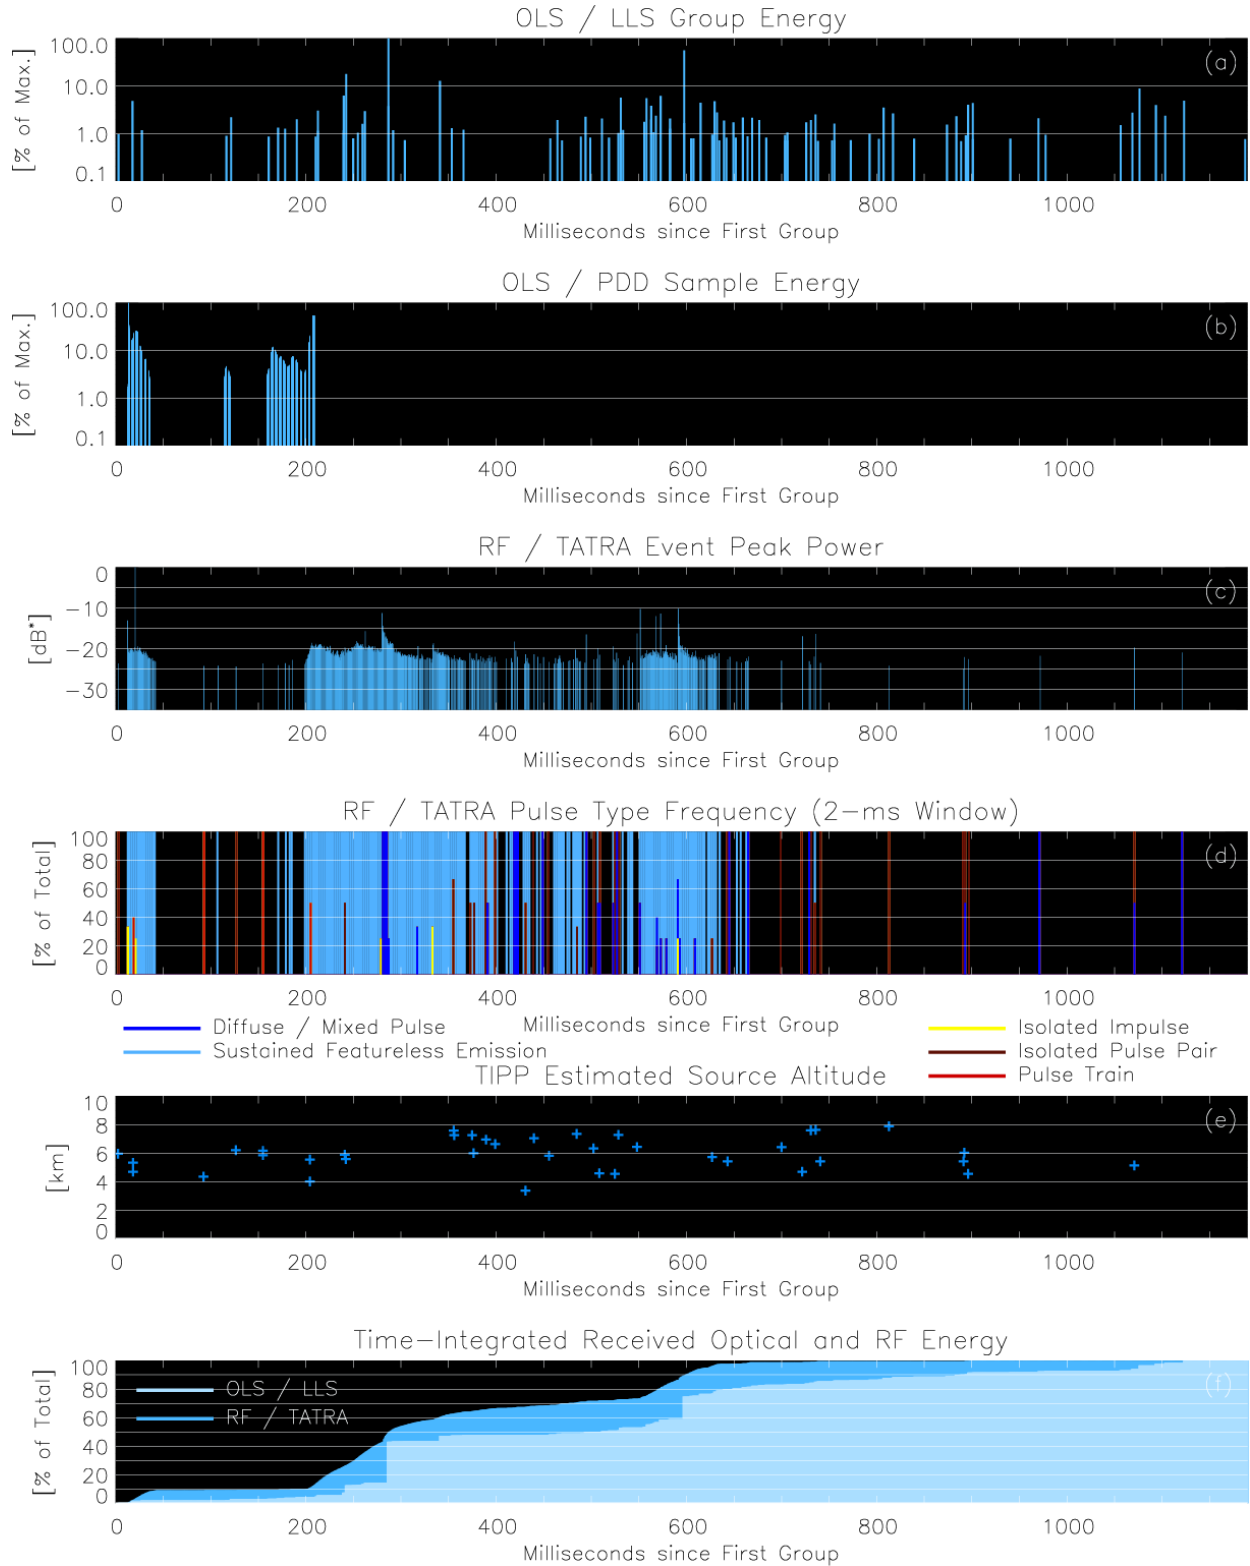 OLS / LLS Group Energy
[% of Max.]
100.0
10.0
1.0
0.1
(a)
0 200 400 600 800 1000
Milliseconds since First Group
OLS / PDD Sample Energy
[% of Max.]
100.0
10.0
1.0
0.1
(b)
0 200 400 600 800 1000
Milliseconds since First Group
RF / TATRA Event Peak Power
[dB*]
0
−10
−20
−30
(c)
0 200 400 600 800 1000
Milliseconds since First Group
RF / TATRA Pulse Type Frequency (2−ms Window)
[% of Total]
100
80
60
40
20
0
(d)
0 200 400 600 800 1000
Milliseconds since First Group
Diffuse / Mixed Pulse
Sustained Featureless Emission
Isolated Impulse
Isolated Pulse Pair
Pulse Train
TIPP Estimated Source Altitude
[km]
10
8
6
4
2
0
(e)
0 200 400 600 800 1000
Milliseconds since First Group
Time−Integrated Received Optical and RF Energy
[% of Total]
100
80
60
40
20
0
OLS / LLS
RF / TATRA
(f)
0 200 400 600 800 1000
Milliseconds since First Group